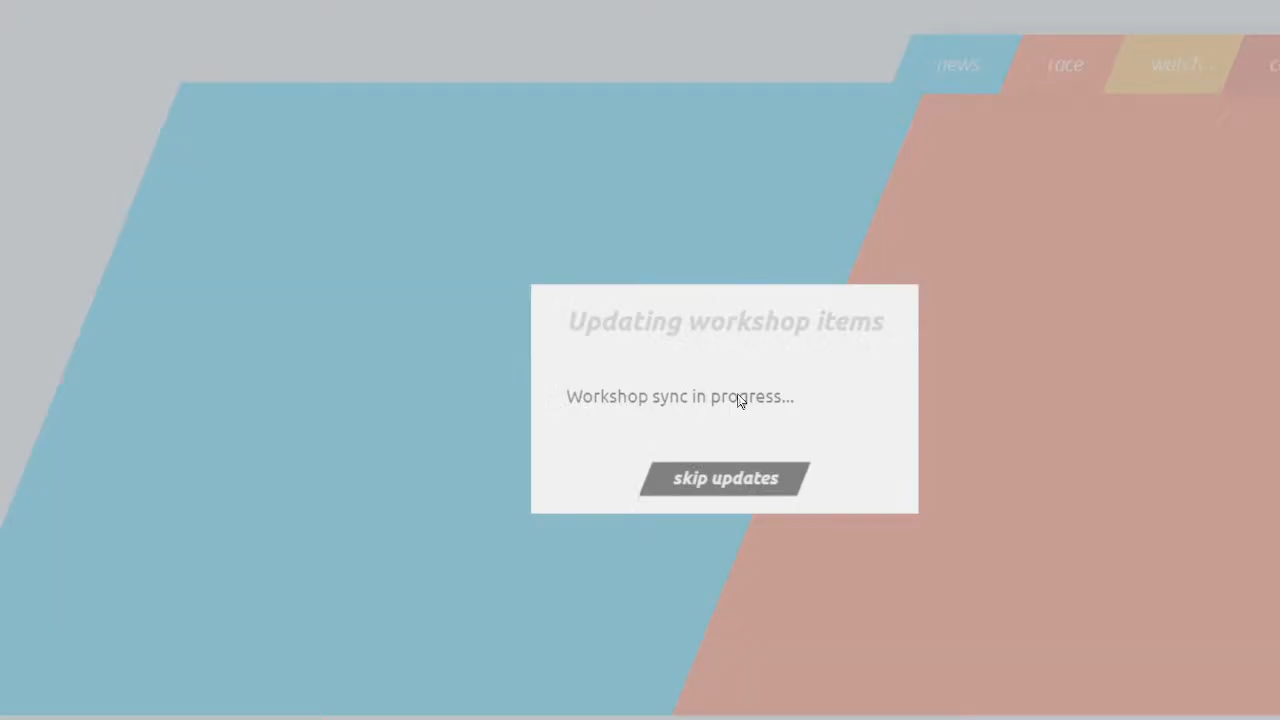 news race watch
Updating workshop items
Workshop sync in progress...
skip updates